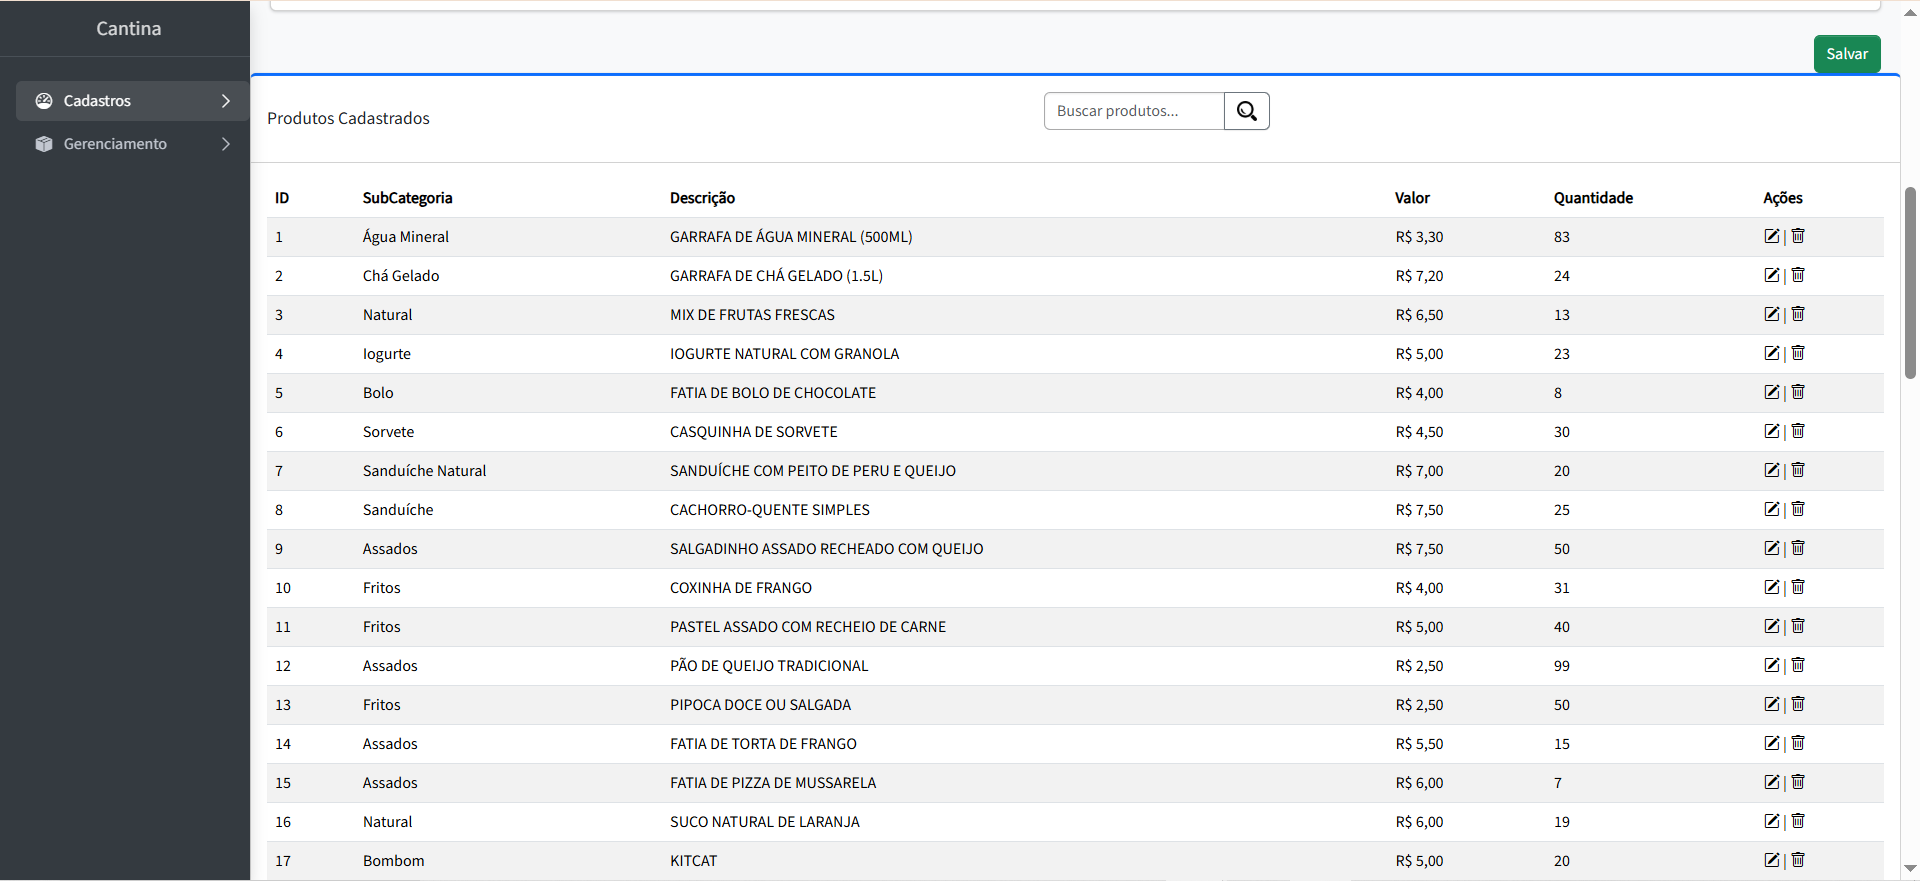 Cantina
Salvar
Cadastros
Gerenciamento
Produtos Cadastrados
Buscar produtos...
ID SubCategoria Descrição Valor Quantidade Ações
1 Água Mineral GARRAFA DE ÁGUA MINERAL (500ML) R$ 3,30 83 |
2 Chá Gelado GARRAFA DE CHÁ GELADO (1.5L) R$ 7,20 24 |
3 Natural MIX DE FRUTAS FRESCAS R$ 6,50 13 |
4 Iogurte IOGURTE NATURAL COM GRANOLA R$ 5,00 23 |
5 Bolo FATIA DE BOLO DE CHOCOLATE R$ 4,00 8 |
6 Sorvete CASQUINHA DE SORVETE R$ 4,50 30 |
7 Sanduíche Natural SANDUÍCHE COM PEITO DE PERU E QUEIJO R$ 7,00 20 |
8 Sanduíche CACHORRO-QUENTE SIMPLES R$ 7,50 25 |
9 Assados SALGADINHO ASSADO RECHEADO COM QUEIJO R$ 7,50 50 |
10 Fritos COXINHA DE FRANGO R$ 4,00 31 |
11 Fritos PASTEL ASSADO COM RECHEIO DE CARNE R$ 5,00 40 |
12 Assados PÃO DE QUEIJO TRADICIONAL R$ 2,50 99 |
13 Fritos PIPOCA DOCE OU SALGADA R$ 2,50 50 |
14 Assados FATIA DE TORTA DE FRANGO R$ 5,50 15 |
15 Assados FATIA DE PIZZA DE MUSSARELA R$ 6,00 7 |
16 Natural SUCO NATURAL DE LARANJA R$ 6,00 19 |
17 Bombom KITCAT R$ 5,00 20 |